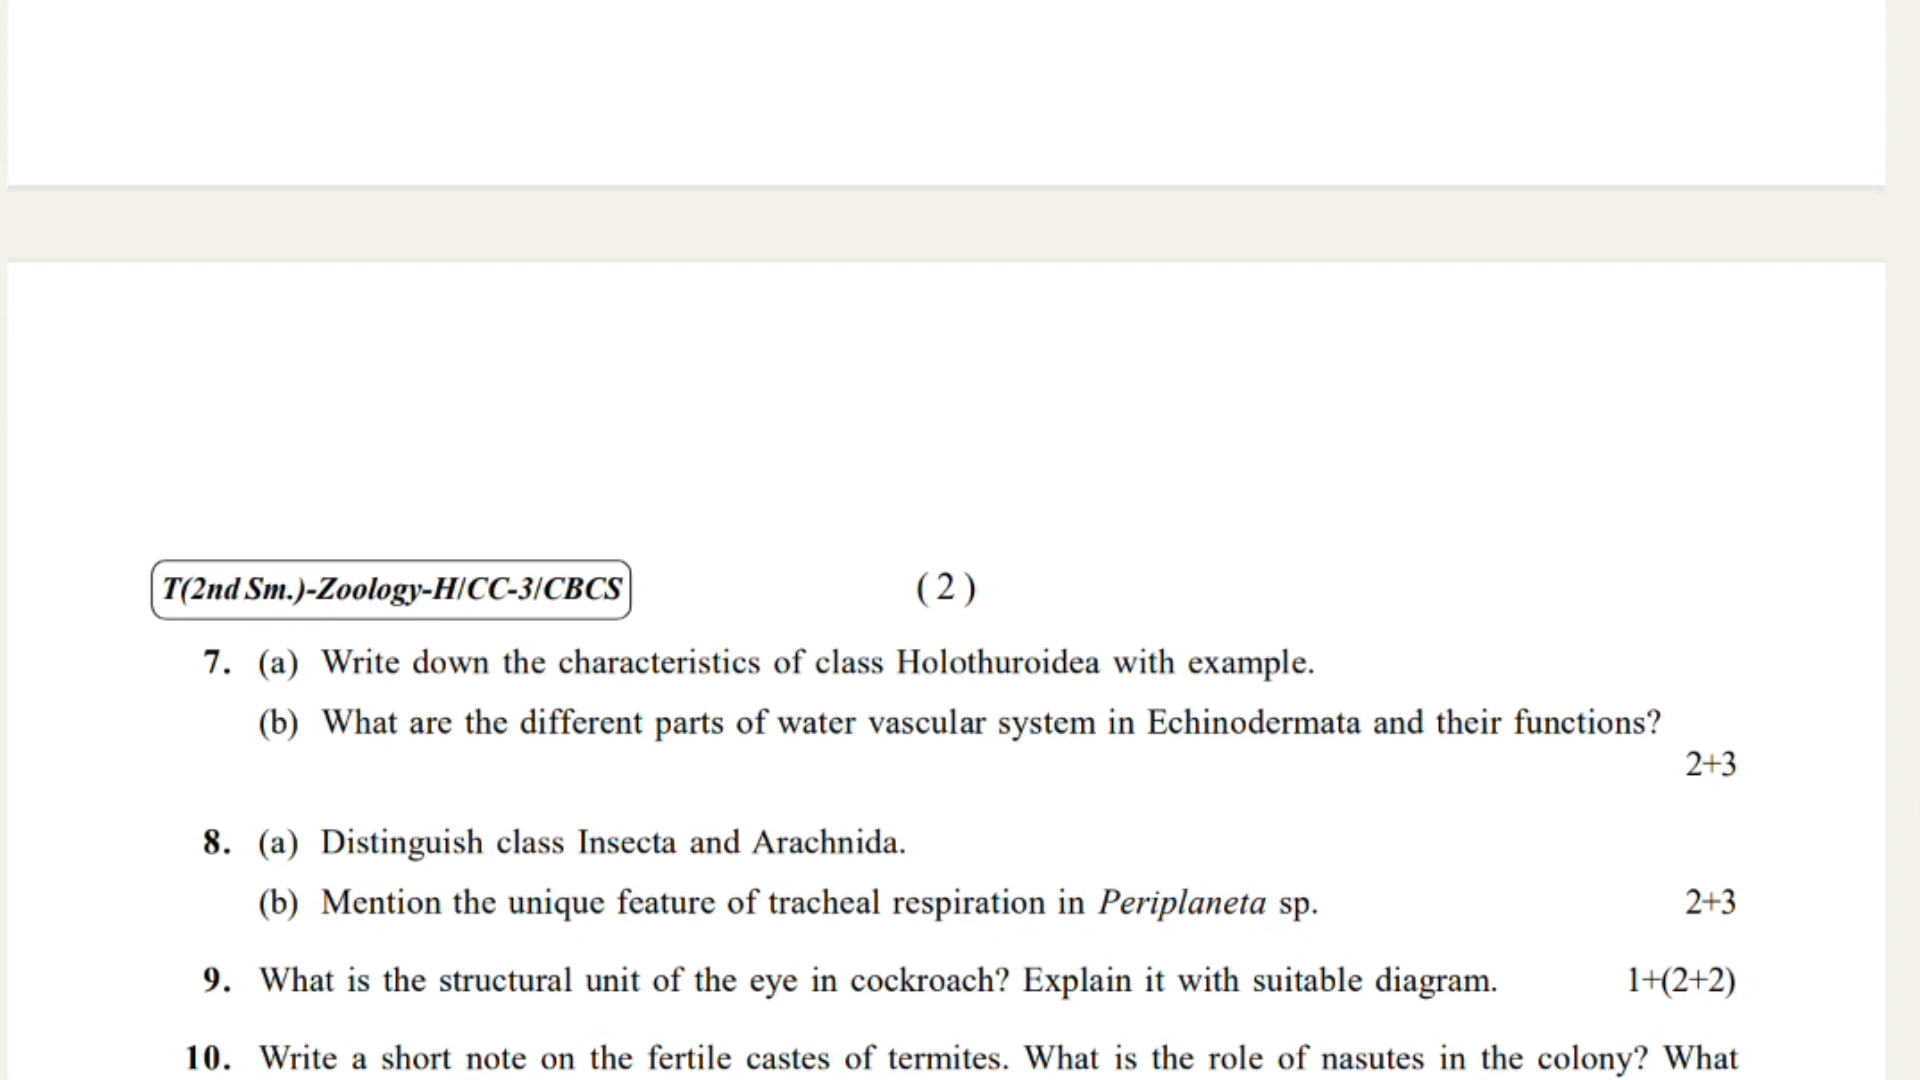 T(2nd Sm.)-Zoology-H/CC-3/CBCS (2)
7. (a) Write down the characteristics of class Holothuroidea with example.
(b) What are the different parts of water vascular system in Echinodermata and their functions?
2+3
8. (a) Distinguish class Insecta and Arachnida.
(b) Mention the unique feature of tracheal respiration in Periplaneta sp. 2+3
9. What is the structural unit of the eye in cockroach? Explain it with suitable diagram. 1+(2+2)
10. Write a short note on the fertile castes of termites. What is the role of nasutes in the colony? What